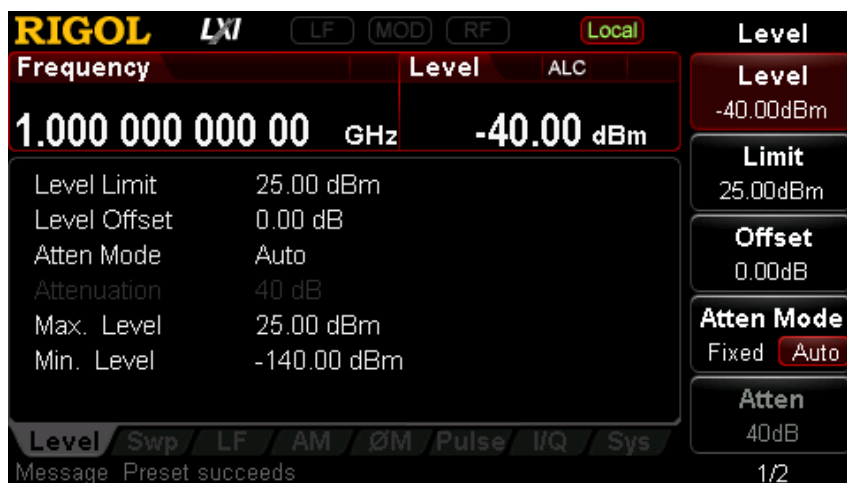 RIGOL LXI LF MOD RF Local
Frequency
1.000 000 000 00 GHz
Level ALC
-40.00 dBm
Level Limit 25.00 dBm
Level Offset 0.00 dB
Atten Mode Auto
Attenuation 40 dB
Max. Level 25.00 dBm
Min. Level -140.00 dBm
Level Swp LF AM ØM Pulse I/Q Sys
Message Preset succeeds
Level
Level
-40.00dBm
Limit
25.00dBm
Offset
0.00dB
Atten Mode
Fixed Auto
Atten
40dB
1/2